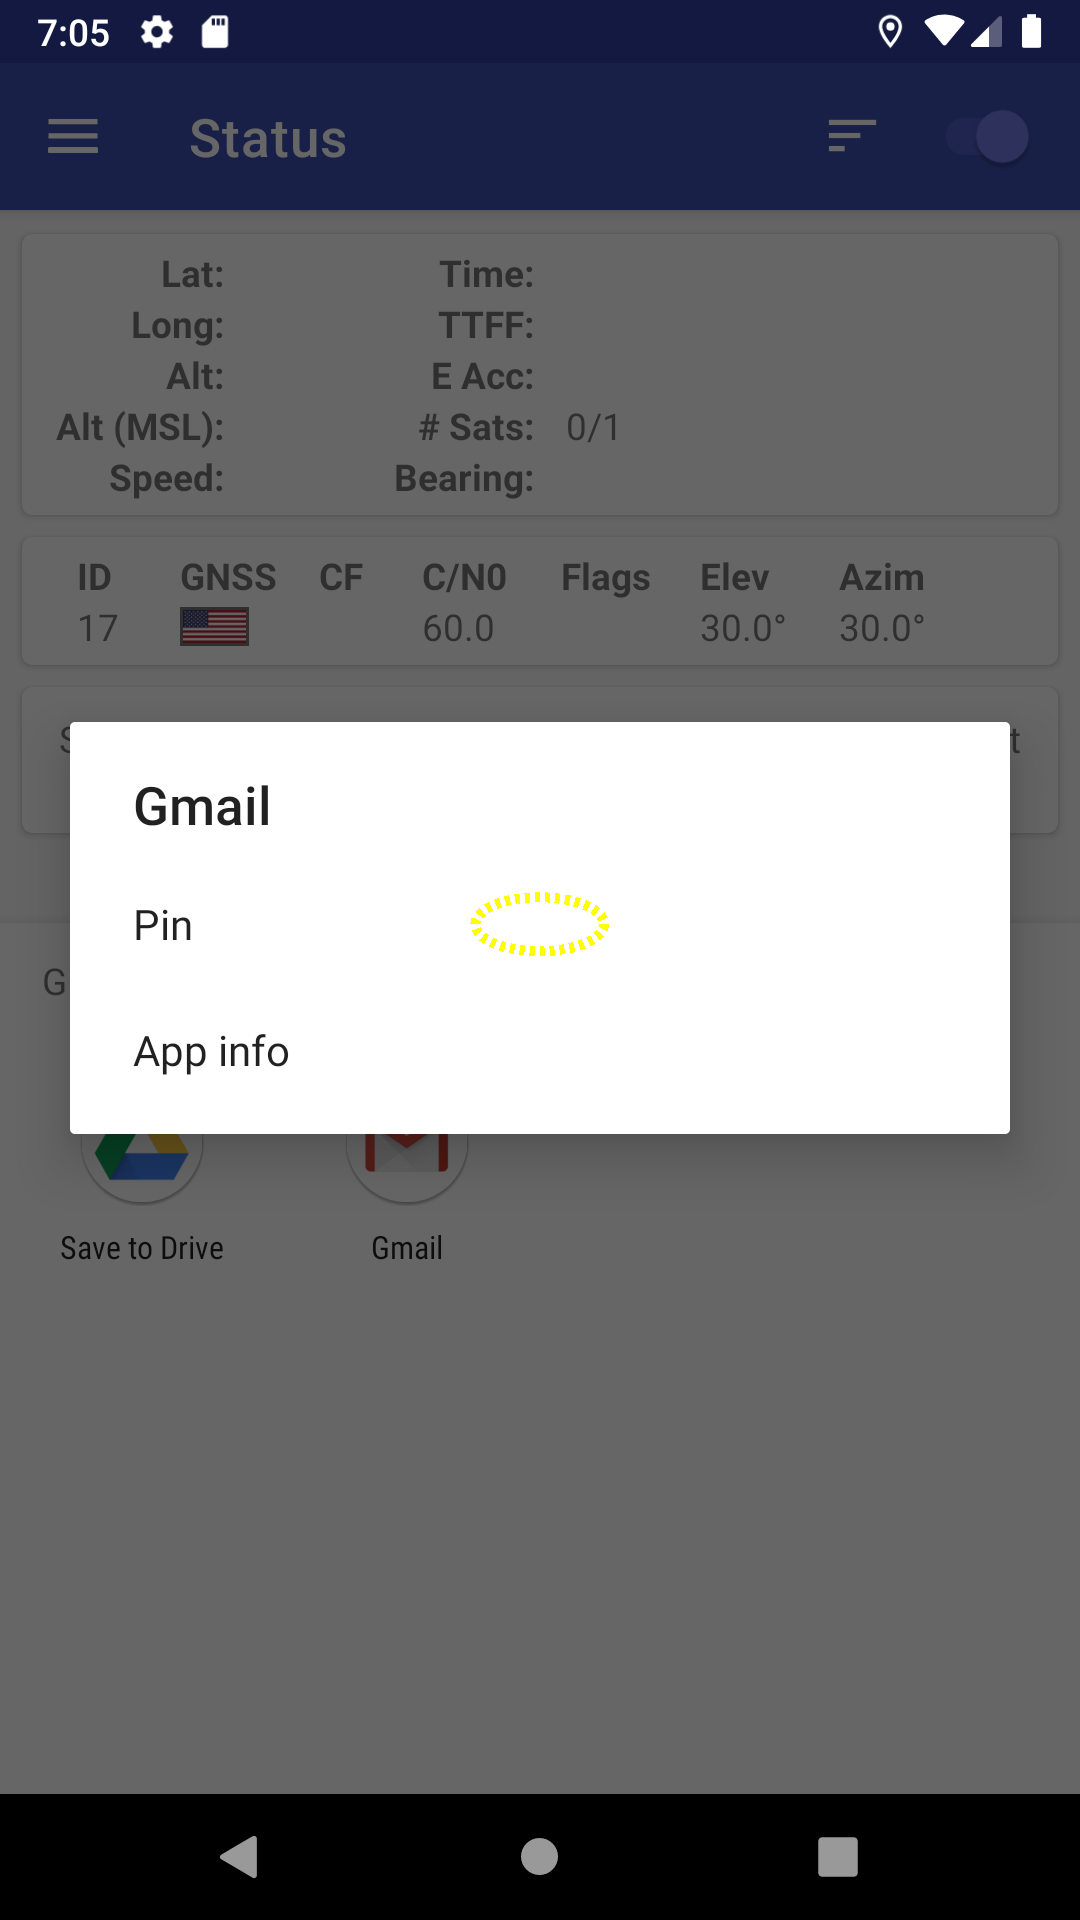 7:05
Status
Lat: Time:
Long: TTFF:
Alt: E Acc:
Alt (MSL): # Sats: 0/1
Speed: Bearing:
ID GNSS CF C/N0 Flags Elev Azim
17 60.0 30.0° 30.0°
Gmail
Pin
App info
Save to Drive Gmail